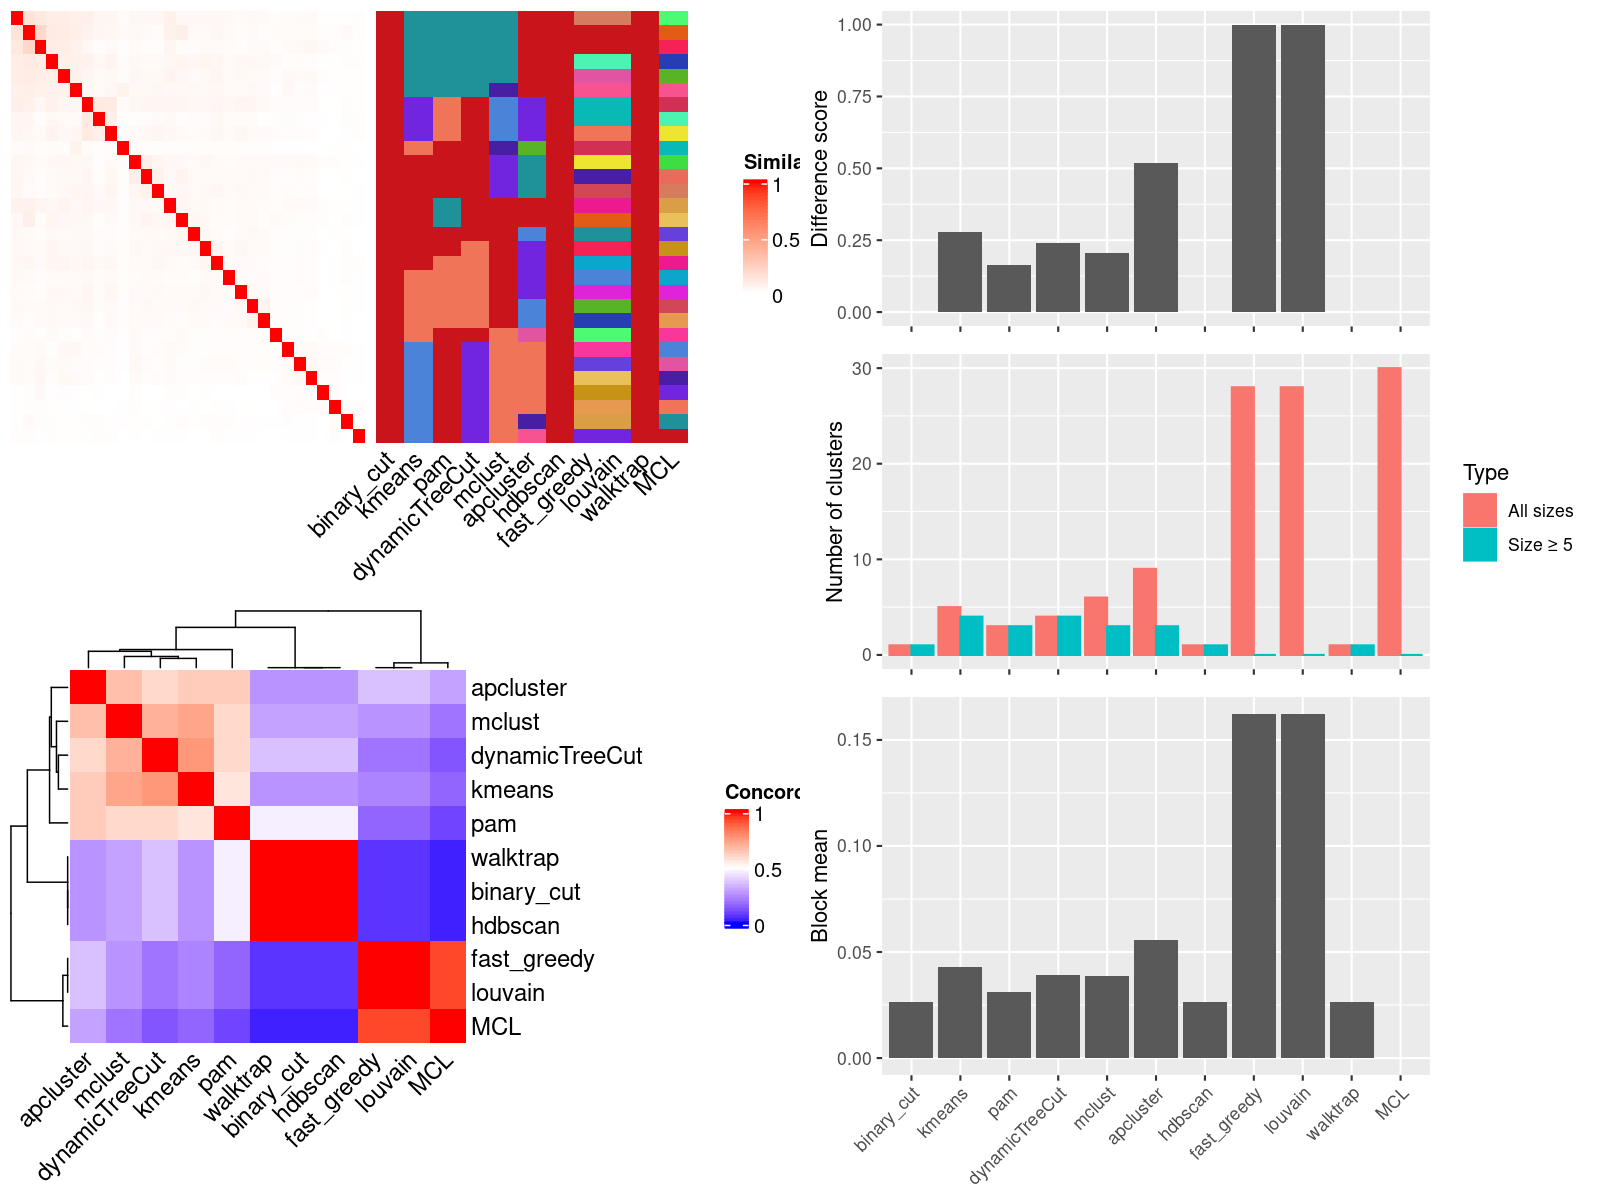 Simila
1
0.5
0
binary_cut
kmeans
pam
dynamicTreeCut
mclust
apcluster
hdbscan
fast_greedy
louvain
walktrap
MCL
apcluster
mclust
dynamicTreeCut
kmeans
pam
walktrap
binary_cut
hdbscan
fast_greedy
louvain
MCL
Concord
1
0.5
0
apcluster
mclust
dynamicTreeCut
kmeans
pam
walktrap
binary_cut
hdbscan
fast_greedy
louvain
MCL
Difference score
1.00
0.75
0.50
0.25
0.00
Number of clusters
30
20
10
0
Type
All sizes
Size ≥ 5
Block mean
0.15
0.10
0.05
0.00
binary_cut
kmeans
pam
dynamicTreeCut
mclust
apcluster
hdbscan
fast_greedy
louvain
walktrap
MCL